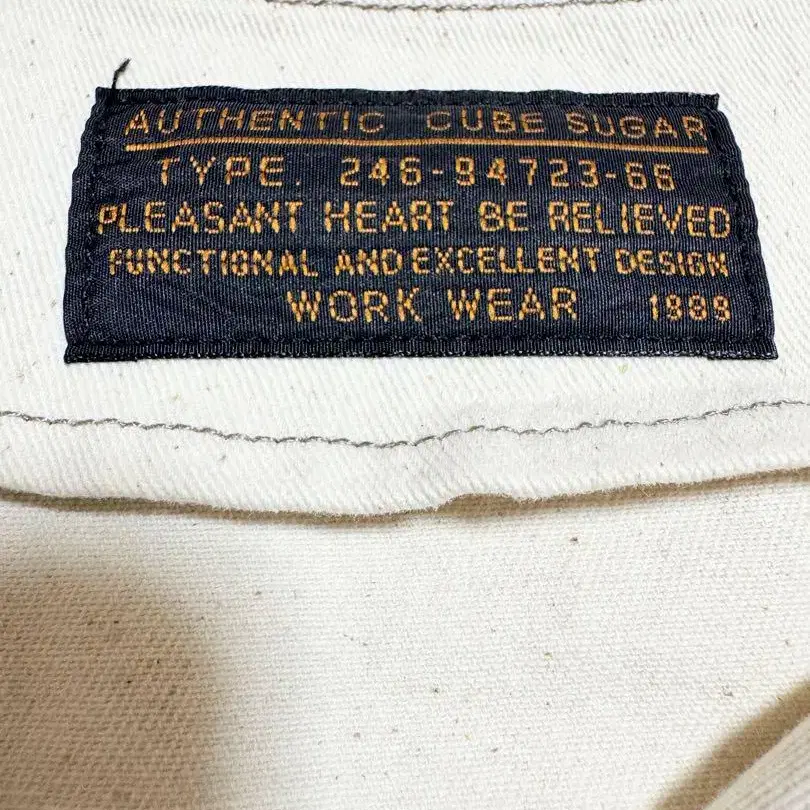 AUTHENTIC CUBE SUGAR
TYPE. 246-94723-66
PLEASANT HEART BE RELIEVED
FUNCTIONAL AND EXCELLENT DESIGN
WORK WEAR 1989